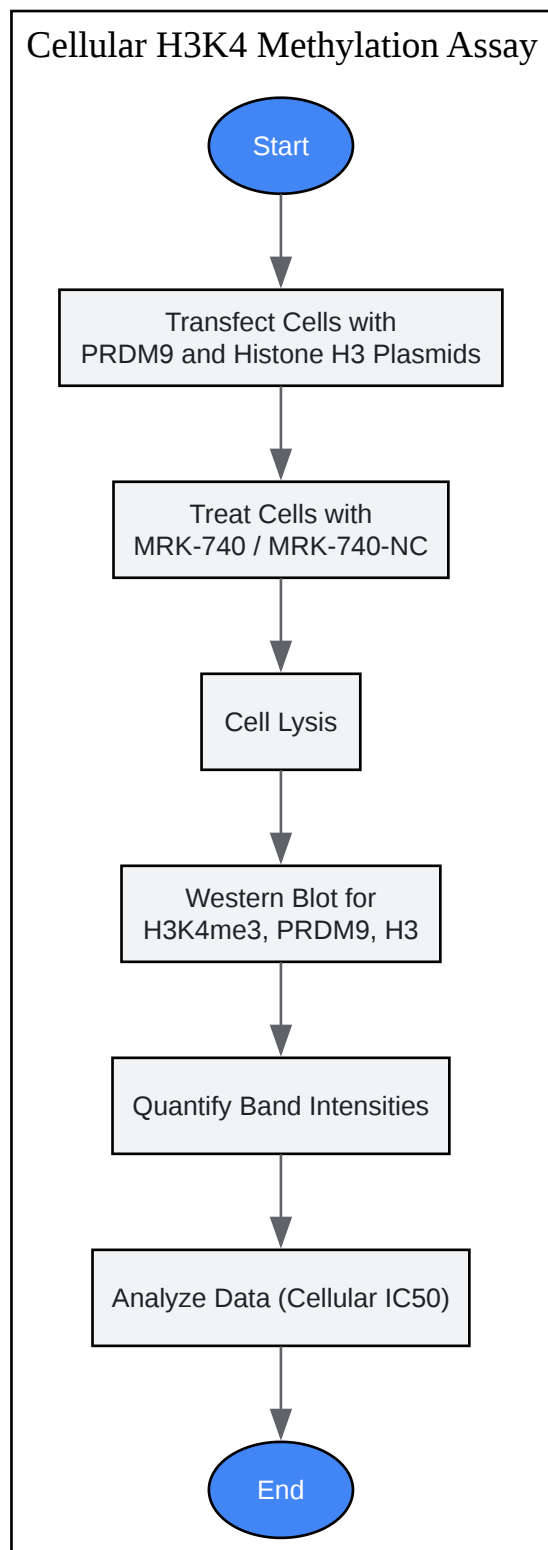 Cellular H3K4 Methylation Assay
Start
Transfect Cells with
PRDM9 and Histone H3 Plasmids
Treat Cells with
MRK-740 / MRK-740-NC
Cell Lysis
Western Blot for
H3K4me3, PRDM9, H3
Quantify Band Intensities
Analyze Data (Cellular IC50)
End